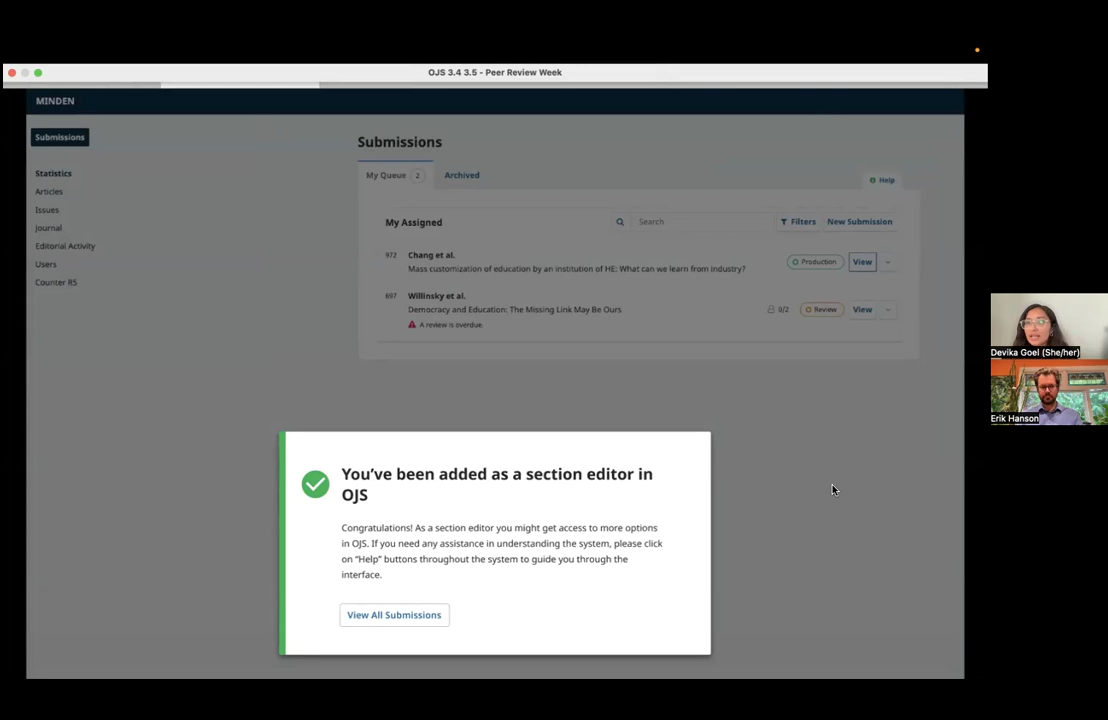 OJS 3.4 3.5 - Peer Review Week
MINDEN
Submissions
Statistics
Articles
Issues
Journal
Editorial Activity
Users
Counter R5
Submissions
My Queue 2
Archived
Help
My Assigned
Search
Filters
New Submission
972 Chang et al.
Mass customization of education by an institution of HE: What can we learn from industry?
Production
View
697 Willinsky et al.
Democracy and Education: The Missing Link May Be Ours
A review is overdue.
0/2
Review
View
You've been added as a section editor in
OJS
Congratulations! As a section editor you might get access to more options
in OJS. If you need any assistance in understanding the system, please click
on "Help" buttons throughout the system to guide you through the
interface.
View All Submissions
Devika Goel (She/her)
Erik Hanson